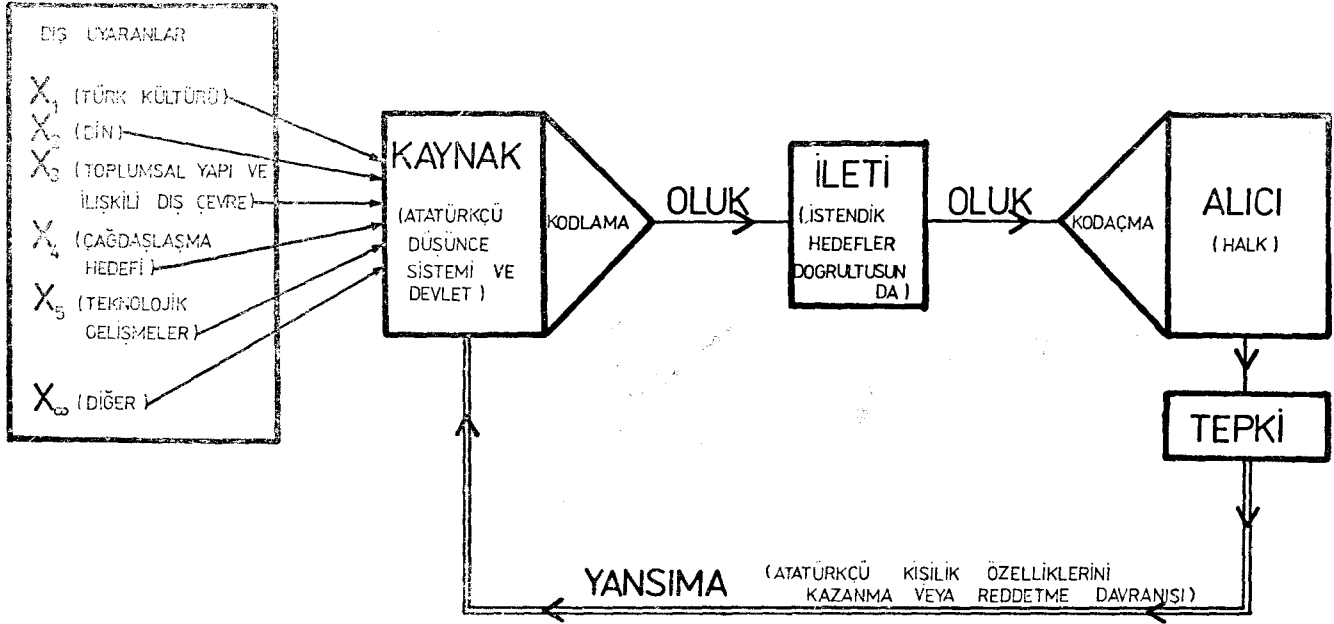 DIŞ UYARANLAR
X1 (TÜRK KÜLTÜRÜ)
X2 (DİN)
X3 (TOPLUMSAL YAPI VE
İLİŞKİLİ DIŞ ÇEVRE)
X4 (ÇAĞDAŞLAŞMA
HEDEFİ)
X5 (TEKNOLOJİK
GELİŞMELER)
X∞ (DİĞER)
KAYNAK
(ATATÜRKÇÜ
DÜŞÜNCE
SİSTEMİ VE
DEVLET)
KODLAMA
OLUK
İLETİ
(İSTENDİK
HEDEFLER
DOGRULTUSUN
DA)
OLUK
KODAÇMA
ALICI
(HALK)
TEPKİ
YANSIMA
(ATATÜRKÇÜ KİŞİLİK ÖZELLİKLERİNİ
KAZANMA VEYA REDDETME DAVRANIŞI)